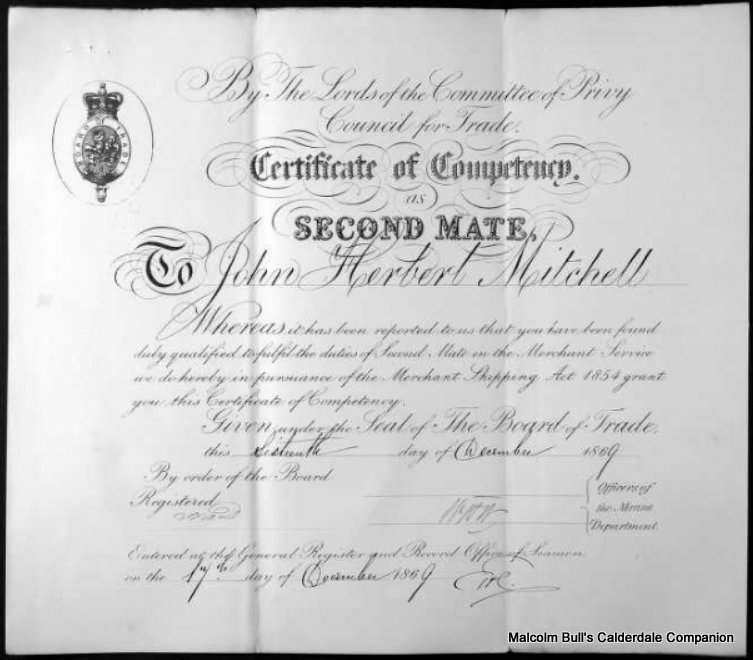 By The Lords of the Committee of Privy
Council for Trade.
BOARD OF TRADE
Certificate of Competency.
as
SECOND MATE.
To John Herbert Mitchell
Whereas it has been reported to us that you have been found
duly qualified to fulfil the duties of Second Mate in the Merchant Service
we do hereby in pursuance of the Merchant Shipping Act 1854 grant
you this Certificate of Competency.
Given under the Seal of The Board of Trade.
this Sixteenth day of December 1869
By order of the Board
Registered
Officers of
the Marine
Department.
Entered at the General Register and Record Office of Seamen
on the 17th day of December 1869
Malcolm Bull's Calderdale Companion